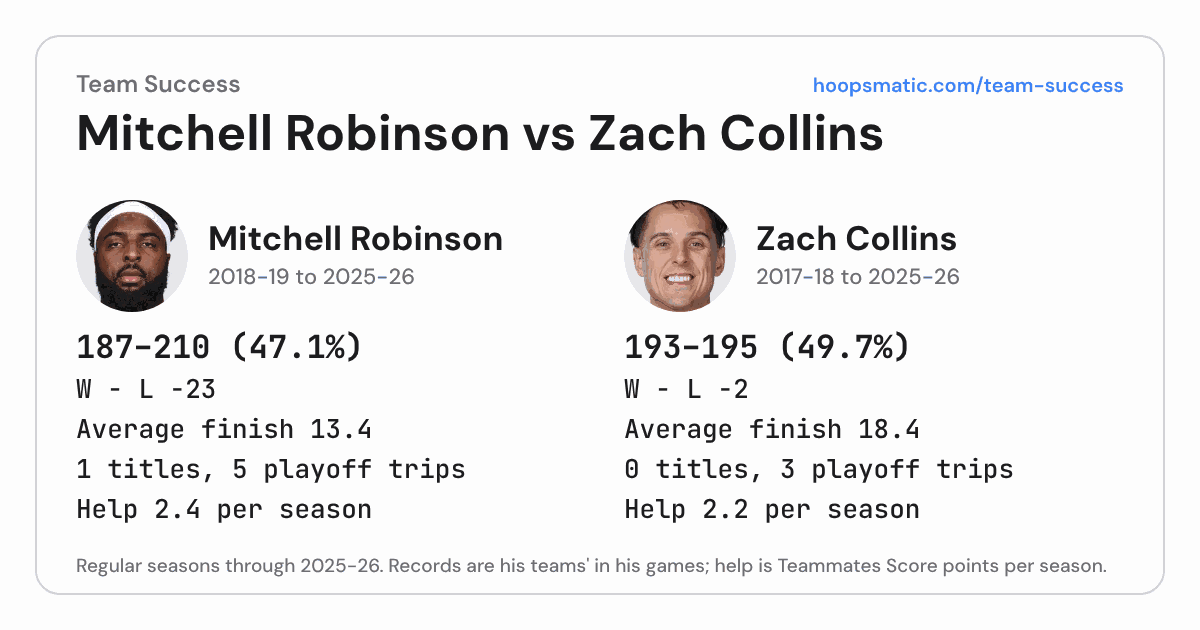 Team Success
hoopsmatic.com/team-success
Mitchell Robinson vs Zach Collins
Mitchell Robinson
2018-19 to 2025-26
187-210 (47.1%)
W - L -23
Average finish 13.4
1 titles, 5 playoff trips
Help 2.4 per season
Zach Collins
2017-18 to 2025-26
193-195 (49.7%)
W - L -2
Average finish 18.4
0 titles, 3 playoff trips
Help 2.2 per season
Regular seasons through 2025-26. Records are his teams' in his games; help is Teammates Score points per season.